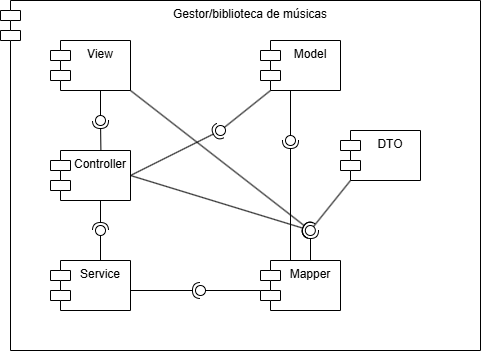 Gestor/biblioteca de músicas
View
Model
DTO
Controller
Service
Mapper